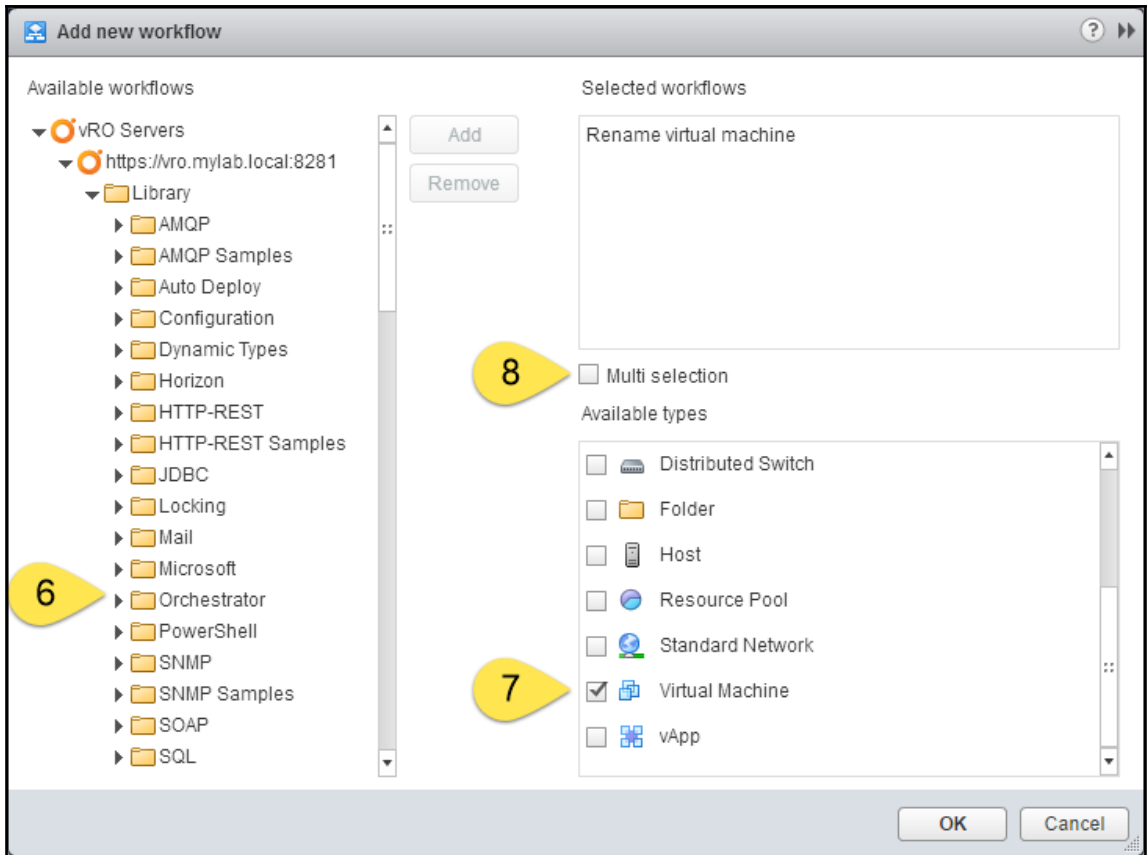 Add new workflow
?
Available workflows
vRO Servers
https://vro.mylab.local:8281
Library
AMQP
AMQP Samples
Auto Deploy
Configuration
Dynamic Types
Horizon
HTTP-REST
HTTP-REST Samples
JDBC
Locking
Mail
Microsoft
6
Orchestrator
PowerShell
SNMP
SNMP Samples
SOAP
SQL
Add
Remove
Selected workflows
Rename virtual machine
8
Multi selection
Available types
Distributed Switch
Folder
Host
Resource Pool
Standard Network
7
Virtual Machine
vApp
OK
Cancel